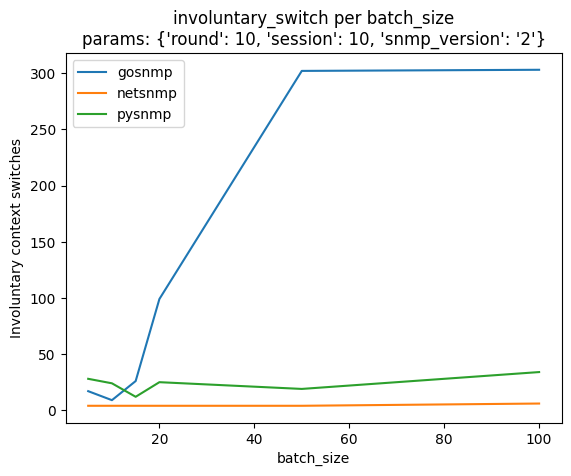 involuntary_switch per batch_size
params: {'round': 10, 'session': 10, 'snmp_version': '2'}
gosnmp
netsnmp
pysnmp
Involuntary context switches
300
250
200
150
100
50
0
20
40
60
80
100
batch_size